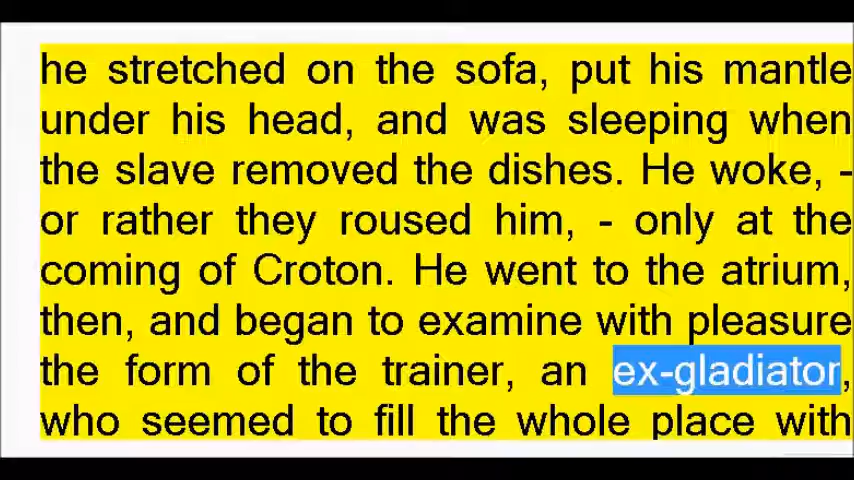 he stretched on the sofa, put his mantle
under his head, and was sleeping when
the slave removed the dishes. He woke, -
or rather they roused him, - only at the
coming of Croton. He went to the atrium,
then, and began to examine with pleasure
the form of the trainer, an ex-gladiator,
who seemed to fill the whole place with